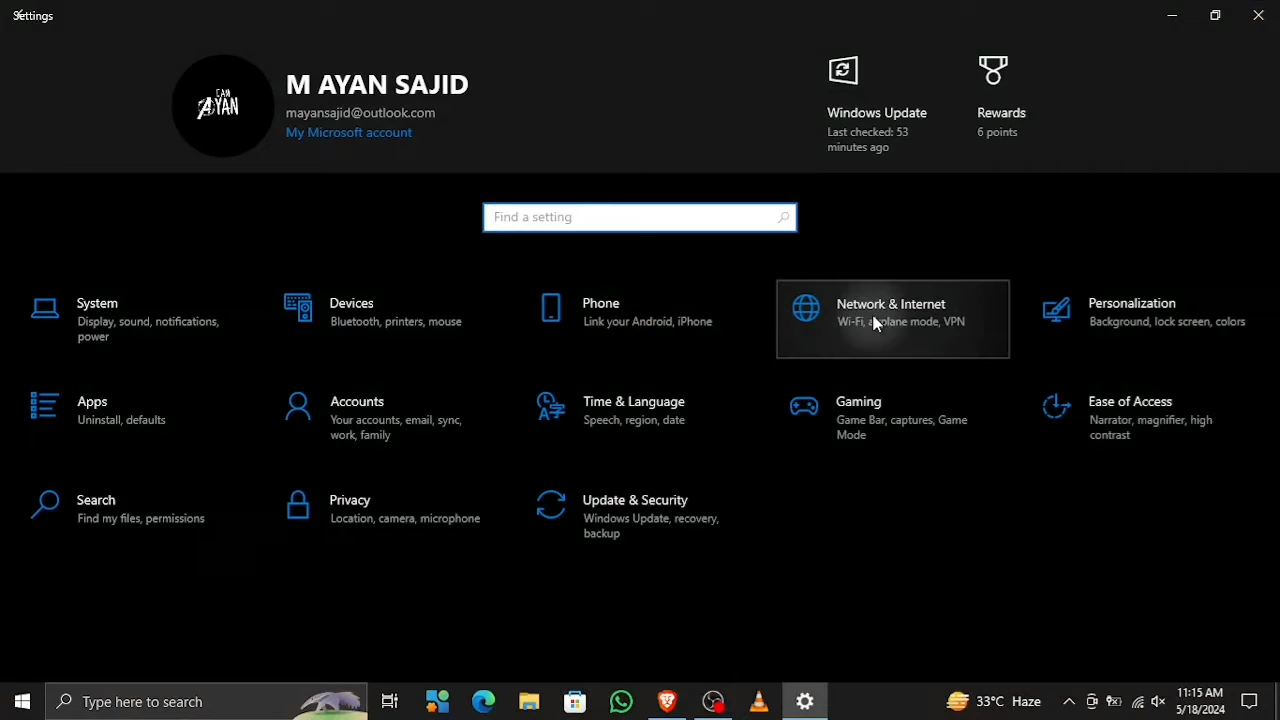 Settings
I AM
AYAN
M AYAN SAJID
mayansajid@outlook.com
My Microsoft account
Windows Update
Last checked: 53
minutes ago
Rewards
6 points
Find a setting
System
Display, sound, notifications,
power
Devices
Bluetooth, printers, mouse
Phone
Link your Android, iPhone
Network & Internet
Wi-Fi, airplane mode, VPN
Personalization
Background, lock screen, colors
Apps
Uninstall, defaults
Accounts
Your accounts, email, sync,
work, family
Time & Language
Speech, region, date
Gaming
Game Bar, captures, Game
Mode
Ease of Access
Narrator, magnifier, high
contrast
Search
Find my files, permissions
Privacy
Location, camera, microphone
Update & Security
Windows Update, recovery,
backup
Type here to search
33°C Haze
11:15 AM
5/18/2024